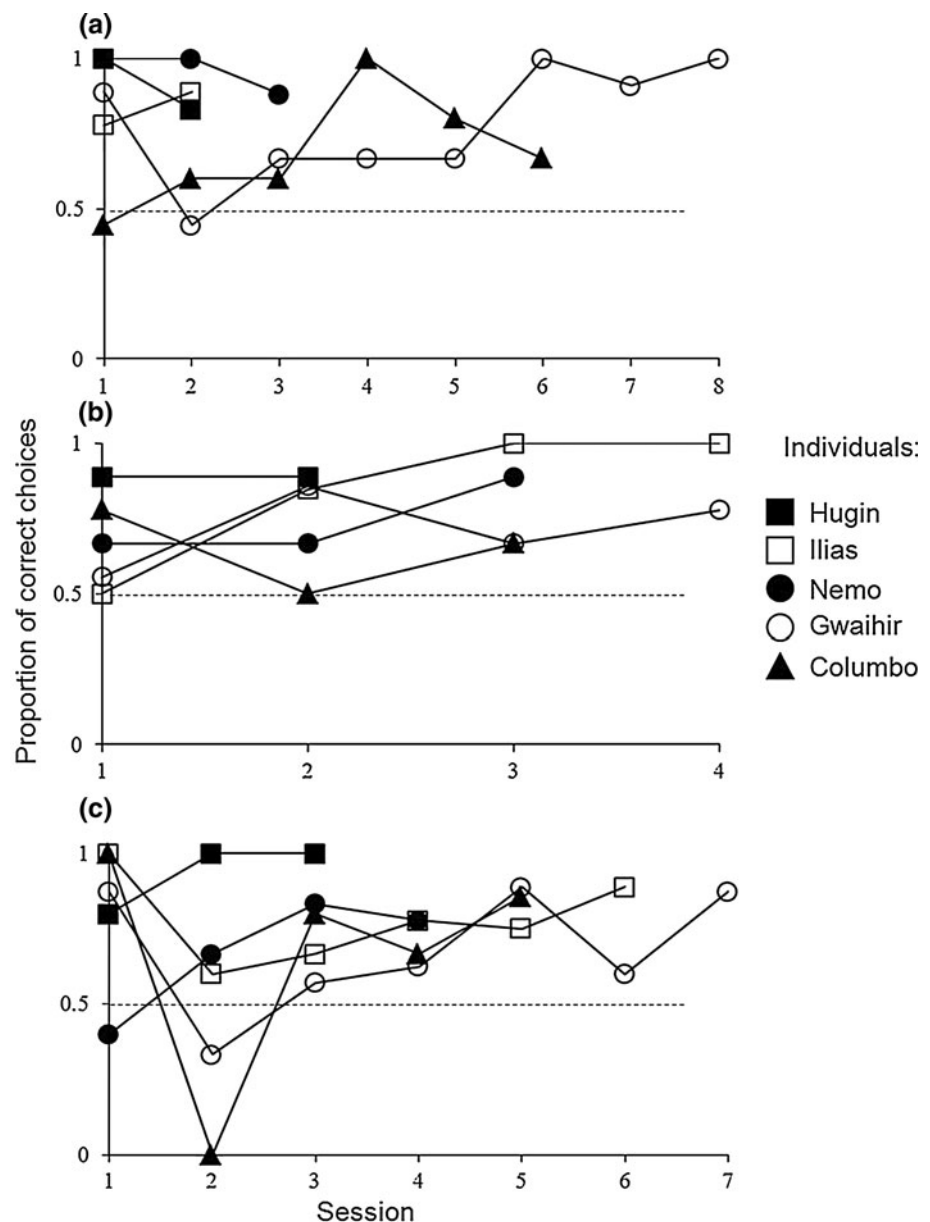 (a)
1
0.5
0
1 2 3 4 5 6 7 8
(b)
1
0.5
0
1 2 3 4
(c)
1
0.5
0
1 2 3 4 5 6 7
Session
Proportion of correct choices
Individuals:
Hugin
Ilias
Nemo
Gwaihir
Columbo